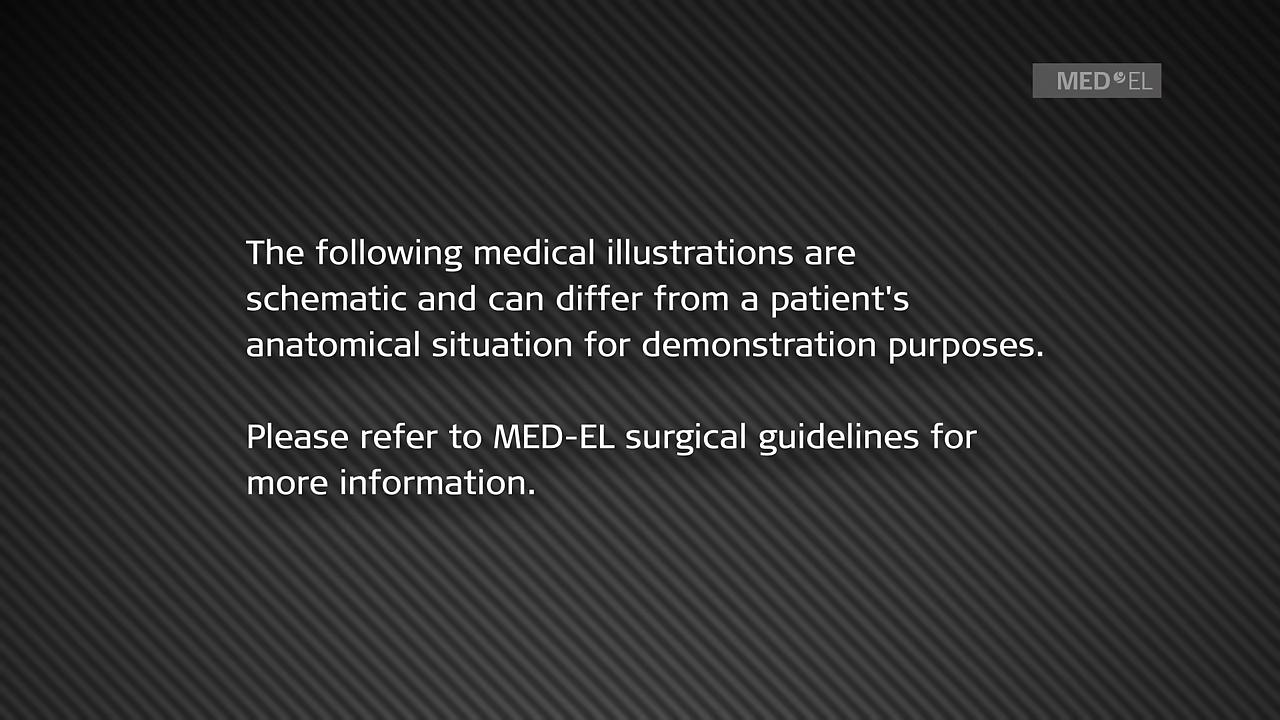 MED EL
The following medical illustrations are
schematic and can differ from a patient's
anatomical situation for demonstration purposes.
Please refer to MED-EL surgical guidelines for
more information.